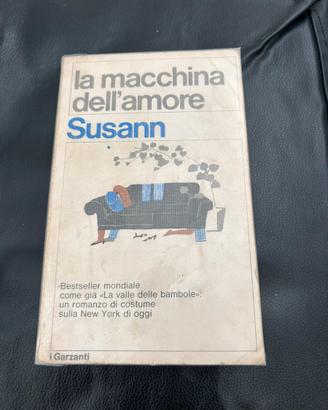 la macchina
dell'amore
Susann
Bestseller mondiale
come già «La valle delle bambole»:
un romanzo di costume
sulla New York di oggi
i Garzanti